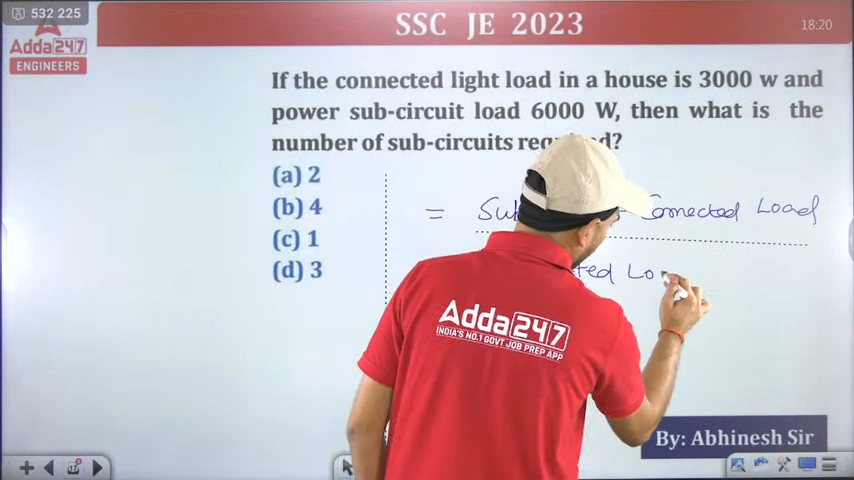 532 225
SSC JE 2023
18:20
Adda247
ENGINEERS
If the connected light load in a house is 3000 w and
power sub-circuit load 6000 W, then what is the
number of sub-circuits
(a) 2
(b) 4
(c) 1
(d) 3
= Connected Load
Adda247
INDIA'S NO.1 GOVT JOB PREP APP
By: Abhinesh Sir